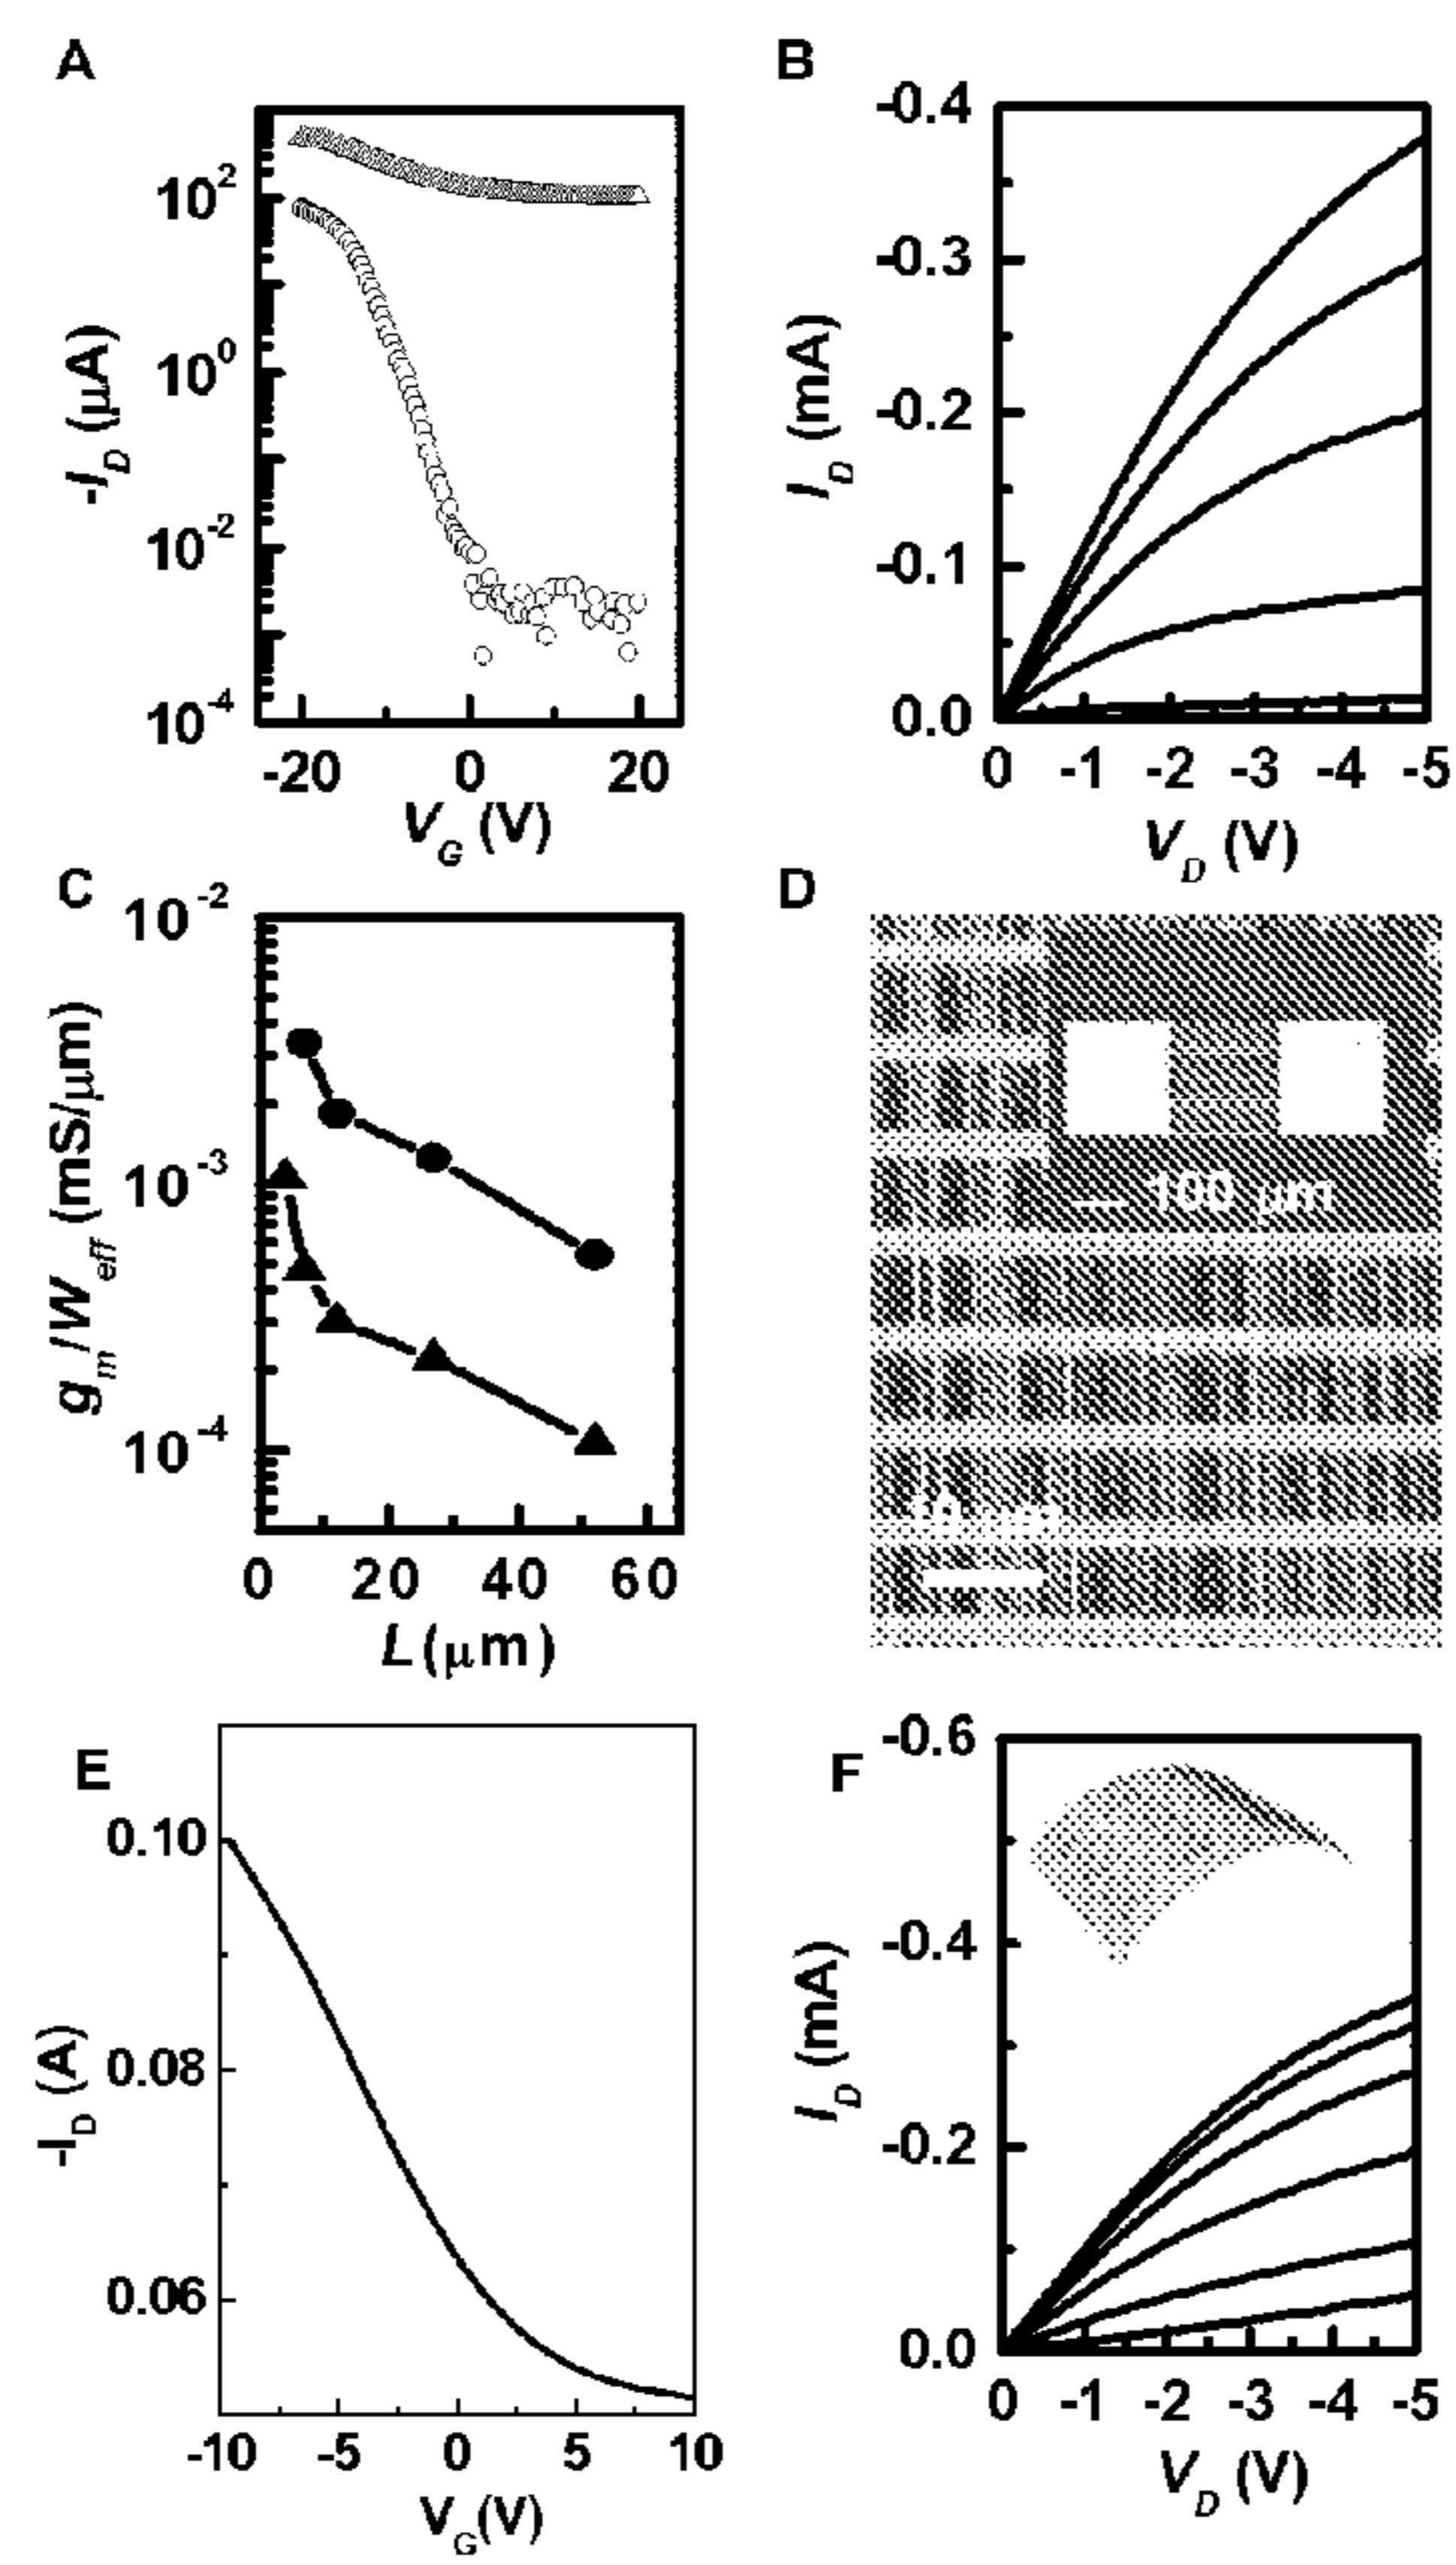 A
10²
10⁰
10⁻²
10⁻⁴
-I_D (μA)
-20 0 20
V_G (V)
B
-0.4
-0.3
-0.2
-0.1
0.0
I_D (mA)
0 -1 -2 -3 -4 -5
V_D (V)
C
10⁻²
10⁻³
10⁻⁴
g_m/W_eff (mS/μm)
0 20 40 60
L (μm)
D
100 μm
E
0.10
0.08
0.06
-I_D (A)
-10 -5 0 5 10
V_G(V)
F
-0.6
-0.4
-0.2
0.0
I_D (mA)
0 -1 -2 -3 -4 -5
V_D (V)